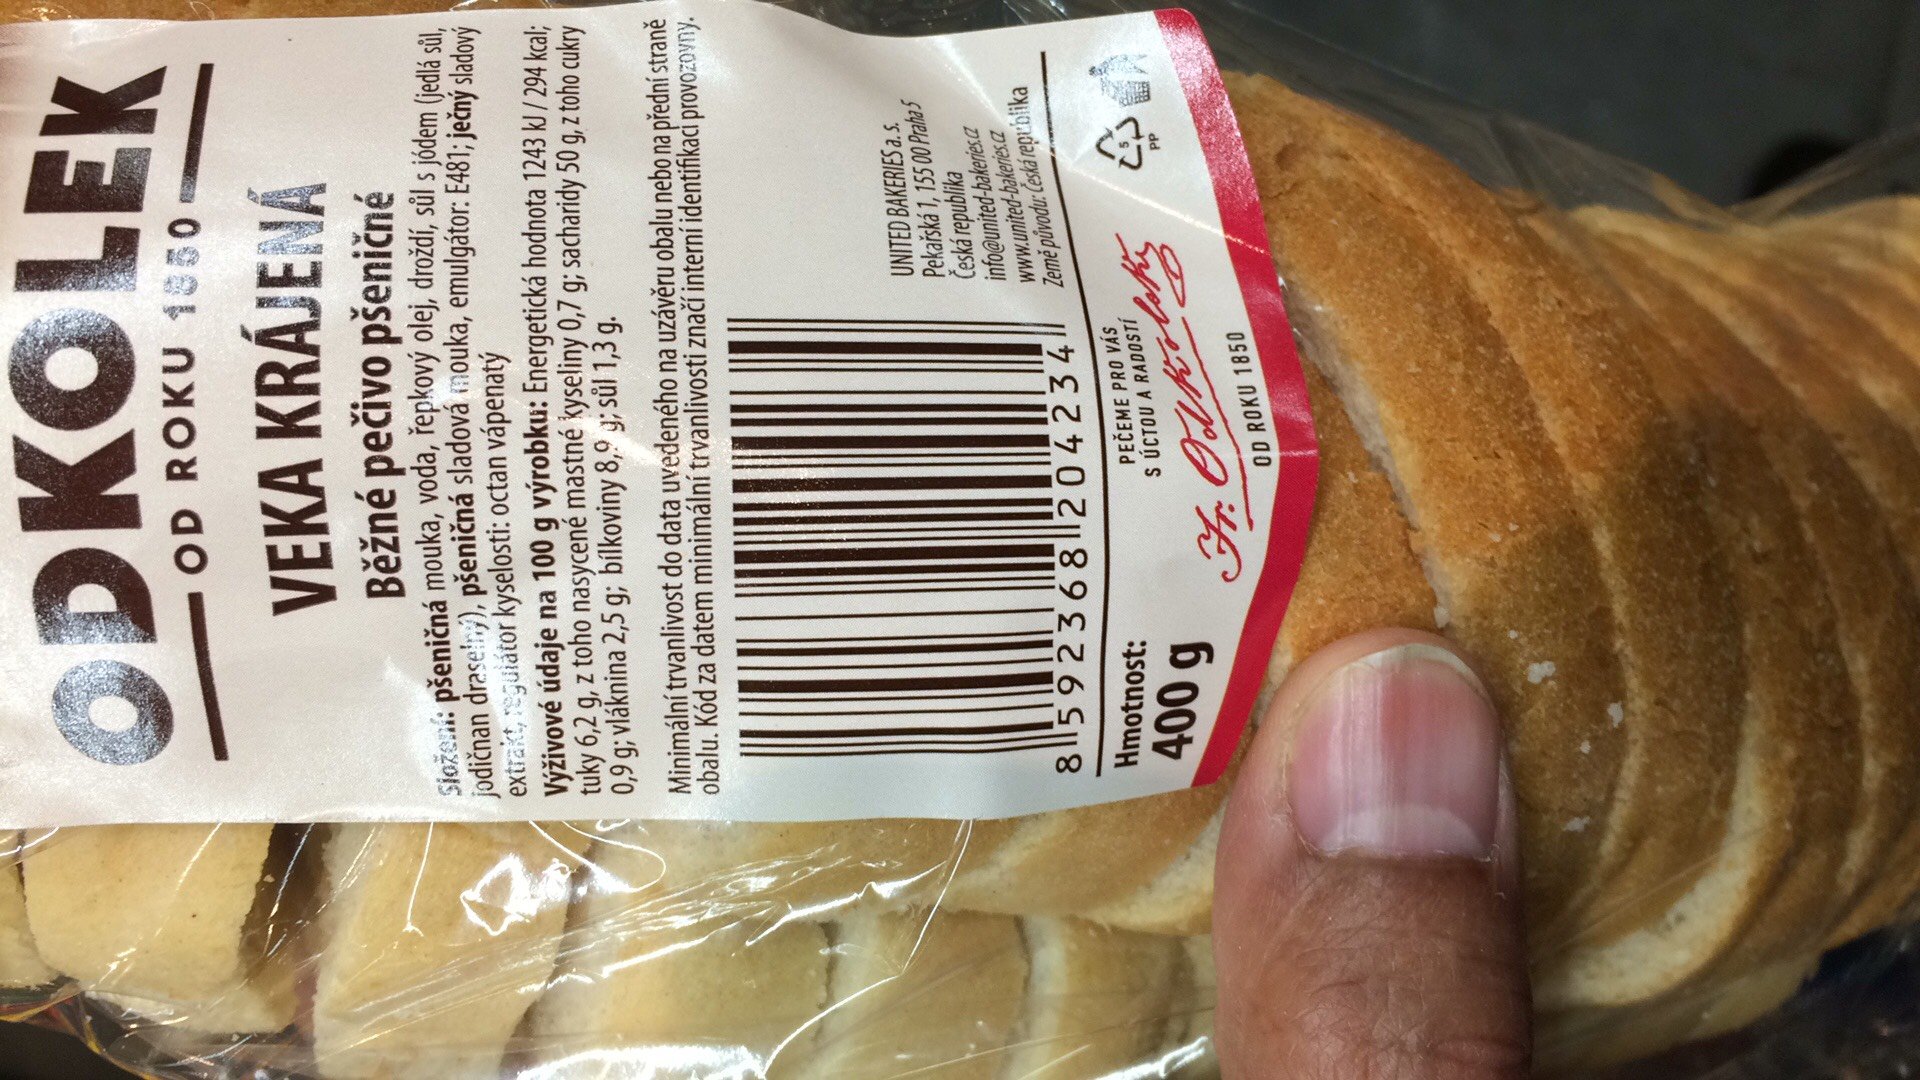 ODKOLEK
OD ROKU 1850
VEKA KRÁJENÁ
Běžné pečivo pšeničné
Složení: pšeničná mouka, voda, řepkový olej, droždí, sůl s jódem (jedlá sůl,
jodičnan draselný), pšeničná sladová mouka, emulgátor: E481; ječný sladový
extrakt, regulátor kyselosti: octan vápenatý
Výživové údaje na 100 g výrobku: Energetická hodnota 1243 kJ / 294 kcal;
tuky 6,2 g, z toho nasycené mastné kyseliny 0,7 g; sacharidy 50 g, z toho cukry
0,9 g; vláknina 2,5 g; bílkoviny 8,9 g; sůl 1,3 g.
Minimální trvanlivost do data uvedeného na uzávěru obalu nebo na přední straně
obalu. Kód za datem minimální trvanlivosti značí interní identifikaci provozovny.
UNITED BAKERIES a. s.
Pekařská 1, 155 00 Praha 5
Česká republika
info@united-bakeries.cz
www.united-bakeries.cz
Země původu: Česká republika
8 592368 204234
Hmotnost:
400 g
PEČEME PRO VÁS
S ÚCTOU A RADOSTÍ
Fr. Odkolek
OD ROKU 1850
5
PP